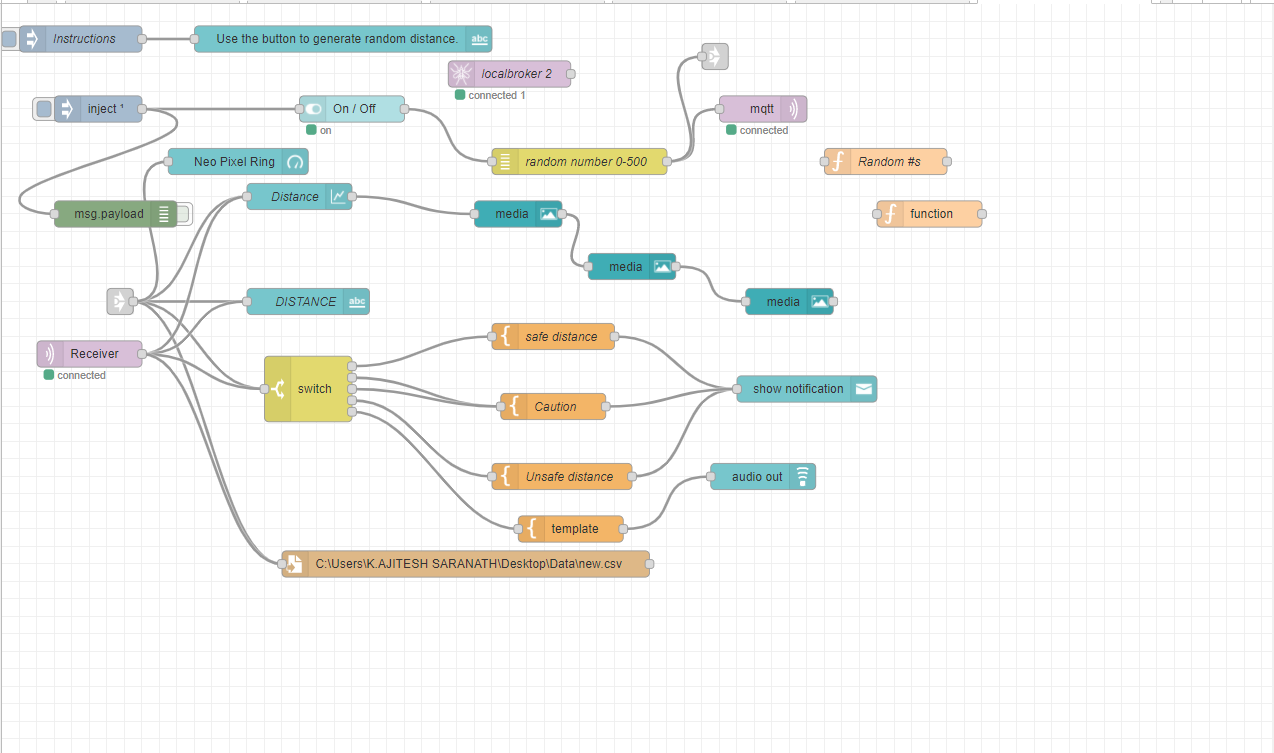 Instructions
Use the button to generate random distance.
abc
localbroker 2
connected 1
inject ¹
On / Off
on
mqtt
connected
Neo Pixel Ring
random number 0-500
Random #s
Distance
msg.payload
media
function
media
DISTANCE
abc
media
safe distance
Receiver
connected
switch
show notification
Caution
Unsafe distance
audio out
template
C:\Users\K.AJITESH SARANATH\Desktop\Data\new.csv